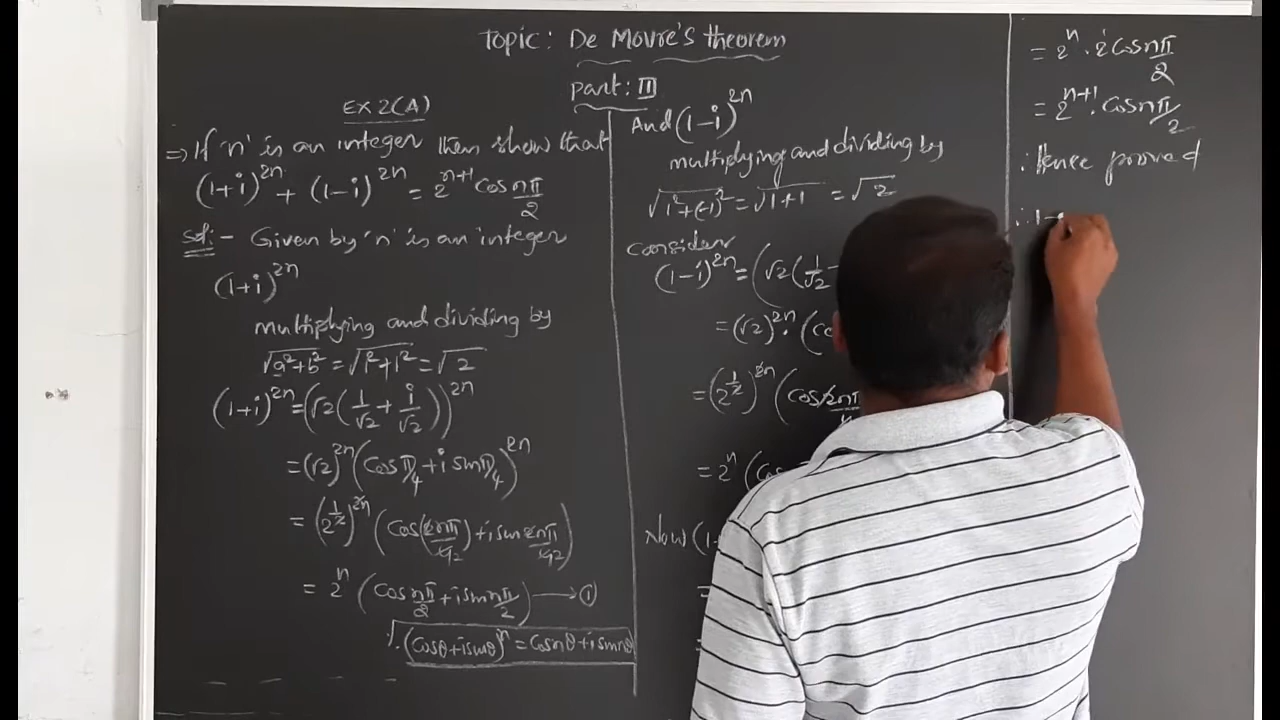 Topic: De Movre's theorem
part: II
EX 2(A)
⇒ If 'n' is an integer then show that
(1+i)^2n + (1-i)^2n = 2^n+1 Cos nπ/2
Sol:- Given by 'n' is an integer
(1+i)^2n
multiplying and dividing by
√a²+b² = √1²+1² = √2
(1+i)^2n = (√2(1/√2 + i/√2))^2n
= (√2)^2n (Cos π/4 + i sin π/4)^2n
= (2^1/2)^2n (Cos(2nπ/4 2) + i sin 2nπ/4 2)
= 2^n (Cos nπ/2 + i sin nπ/2) → ①
∵ (Cosθ+isinθ)^n = Cosnθ + i sinnθ
And (1-i)^2n
multiplying and dividing by
√1²+(-1)² = √1+1 = √2
Consider
(1-i)^2n = (√2(1/√2 -
= (√2)^2n . (co
= (2^1/2)^2n (Cos 2nπ
= 2^n (Cos
Now (1
=
= 2^n . 2 Cos nπ/2
= 2^n+1 . Cos nπ/2
∴ Hence proved
∴